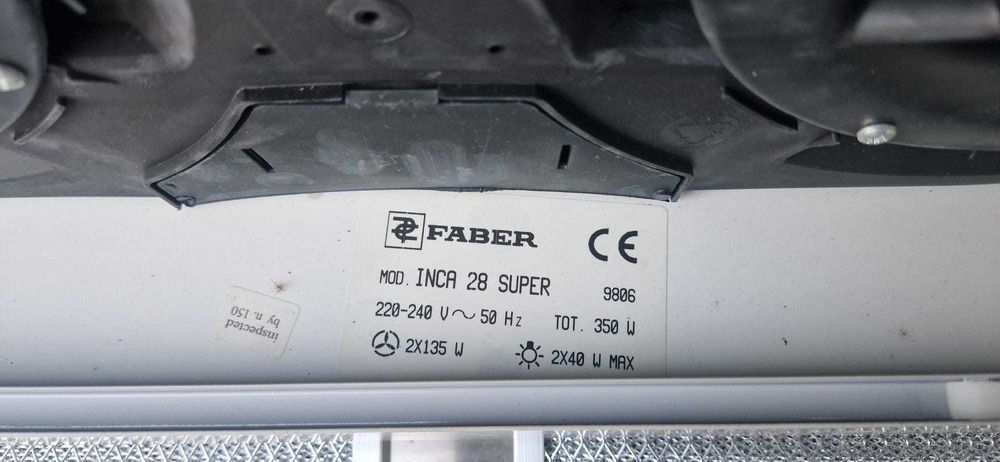 FABER
CE
MOD. INCA 28 SUPER
9806
220-240 V~ 50 Hz TOT. 350 W
2X135 W 2X40 W MAX
inspected
by n. 150